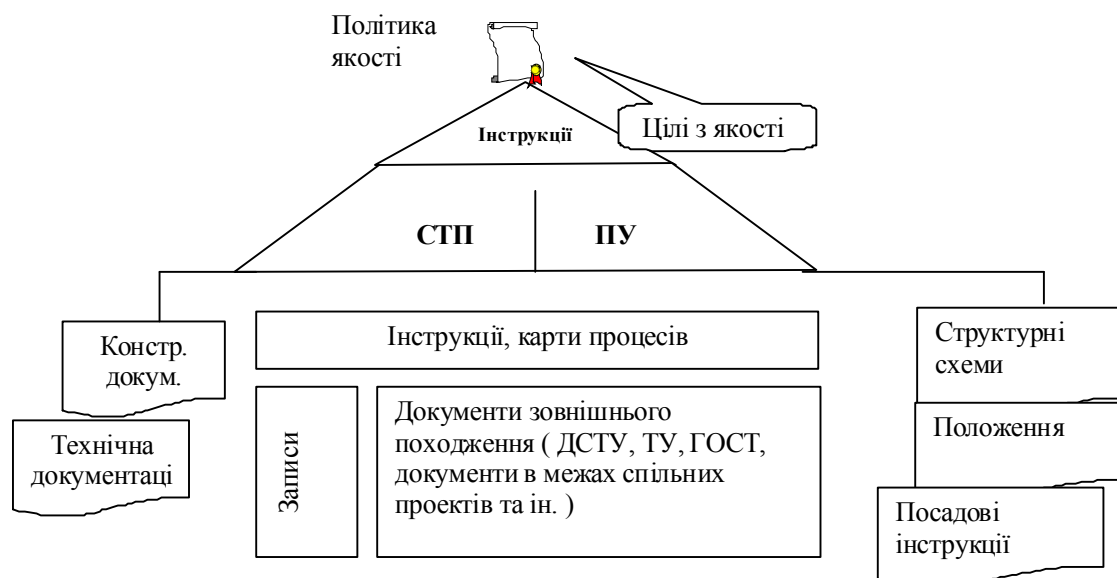 Політика
якості
Цілі з якості
Інструкції
СТП
ПУ
Констр.
докум.
Технічна
документаці
Інструкції, карти процесів
Записи
Документи зовнішнього
походження ( ДСТУ, ТУ, ГОСТ,
документи в межах спільних
проектів та ін. )
Структурні
схеми
Положення
Посадові
інструкції